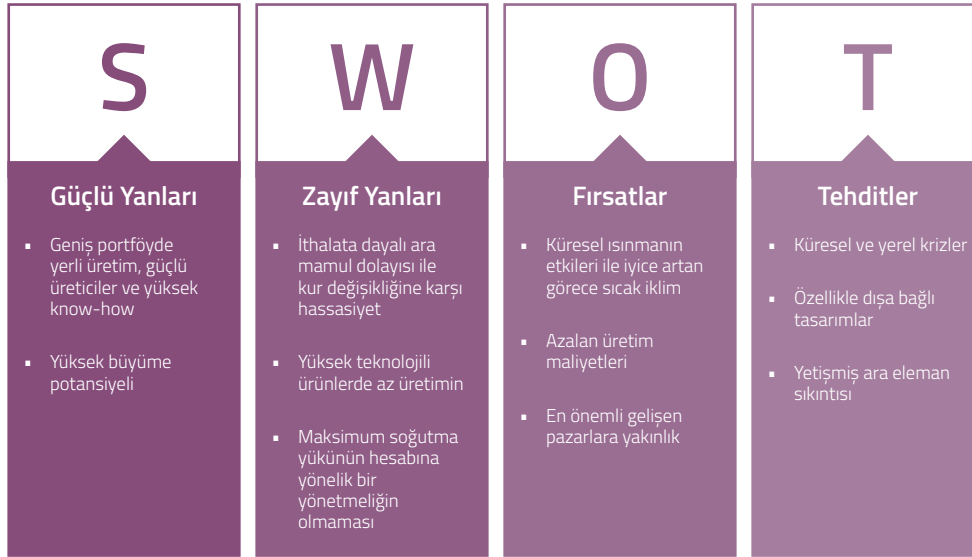 S
Güçlü Yanları
▪ Geniş portföyde
yerli üretim, güçlü
üreticiler ve yüksek
know-how
▪ Yüksek büyüme
potansiyeli
W
Zayıf Yanları
▪ İthalata dayalı ara
mamul dolayısı ile
kur değişikliğine karşı
hassasiyet
▪ Yüksek teknolojili
ürünlerde az üretimin
▪ Maksimum soğutma
yükünün hesabına
yönelik bir
yönetmeliğin
olmaması
O
Fırsatlar
▪ Küresel ısınmanın
etkileri ile iyice artan
görece sıcak iklim
▪ Azalan üretim
maliyetleri
▪ En önemli gelişen
pazarlara yakınlık
T
Tehditler
▪ Küresel ve yerel krizler
▪ Özellikle dışa bağlı
tasarımlar
▪ Yetişmiş ara eleman
sıkıntısı